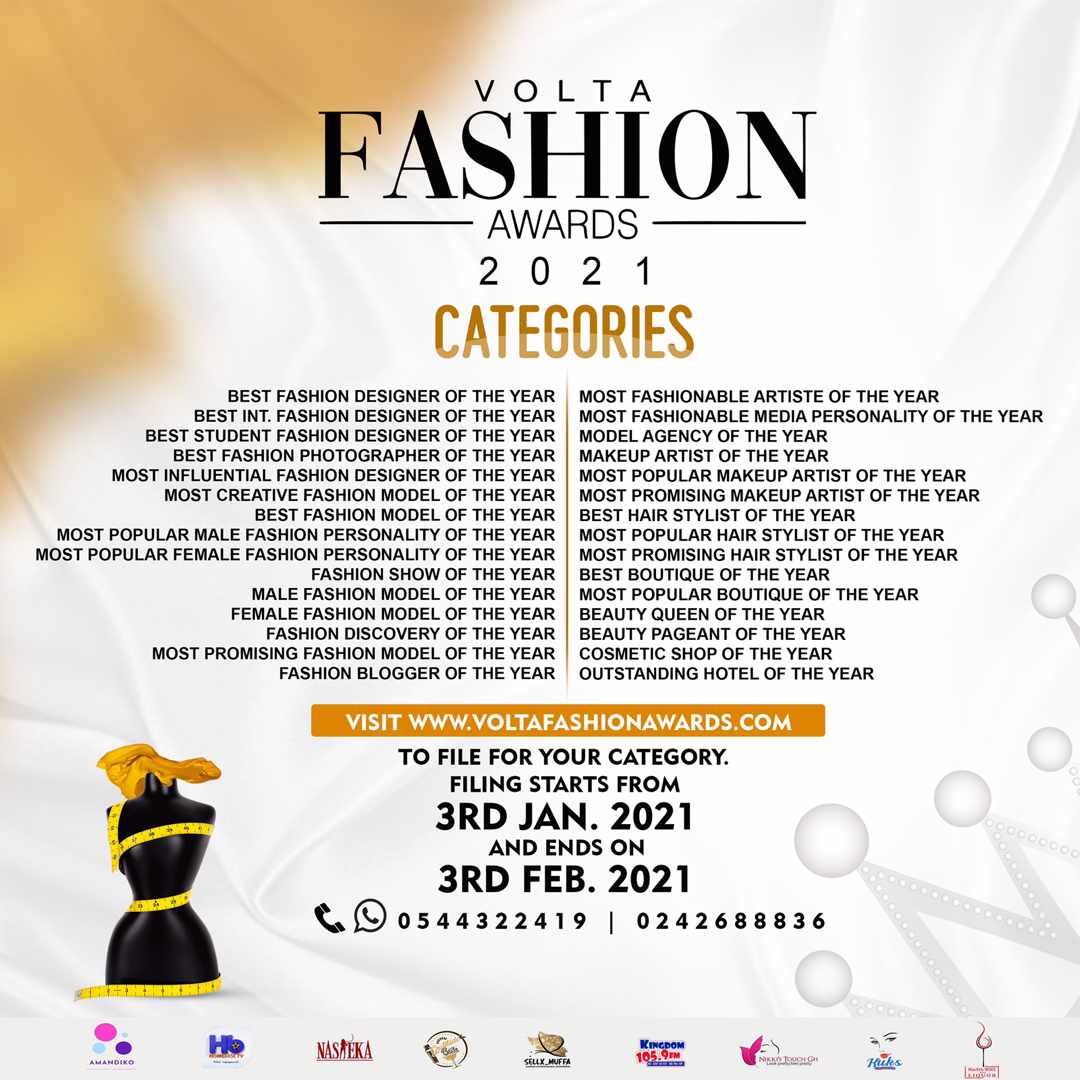 VOLTA
FASHION
AWARDS
2021
CATEGORIES
BEST FASHION DESIGNER OF THE YEAR
BEST INT. FASHION DESIGNER OF THE YEAR
BEST STUDENT FASHION DESIGNER OF THE YEAR
BEST FASHION PHOTOGRAPHER OF THE YEAR
MOST INFLUENTIAL FASHION DESIGNER OF THE YEAR
MOST CREATIVE FASHION MODEL OF THE YEAR
BEST FASHION MODEL OF THE YEAR
MOST POPULAR MALE FASHION PERSONALITY OF THE YEAR
MOST POPULAR FEMALE FASHION PERSONALITY OF THE YEAR
FASHION SHOW OF THE YEAR
MALE FASHION MODEL OF THE YEAR
FEMALE FASHION MODEL OF THE YEAR
FASHION DISCOVERY OF THE YEAR
MOST PROMISING FASHION MODEL OF THE YEAR
FASHION BLOGGER OF THE YEAR
MOST FASHIONABLE ARTISTE OF THE YEAR
MOST FASHIONABLE MEDIA PERSONALITY OF THE YEAR
MODEL AGENCY OF THE YEAR
MAKEUP ARTIST OF THE YEAR
MOST POPULAR MAKEUP ARTIST OF THE YEAR
MOST PROMISING MAKEUP ARTIST OF THE YEAR
BEST HAIR STYLIST OF THE YEAR
MOST POPULAR HAIR STYLIST OF THE YEAR
MOST PROMISING HAIR STYLIST OF THE YEAR
BEST BOUTIQUE OF THE YEAR
MOST POPULAR BOUTIQUE OF THE YEAR
BEAUTY QUEEN OF THE YEAR
BEAUTY PAGEANT OF THE YEAR
COSMETIC SHOP OF THE YEAR
OUTSTANDING HOTEL OF THE YEAR
VISIT WWW.VOLTAFASHIONAWARDS.COM
TO FILE FOR YOUR CATEGORY.
FILING STARTS FROM
3RD JAN. 2021
AND ENDS ON
3RD FEB. 2021
0544322419 | 0242688836
AMANDIKO
Hb
HOMEBASE TV
NASTEKA
SELLX_MUFFA
KINGDOM
105.9FM
NIKKI'S TOUCH GH
Huks
LIQUOR